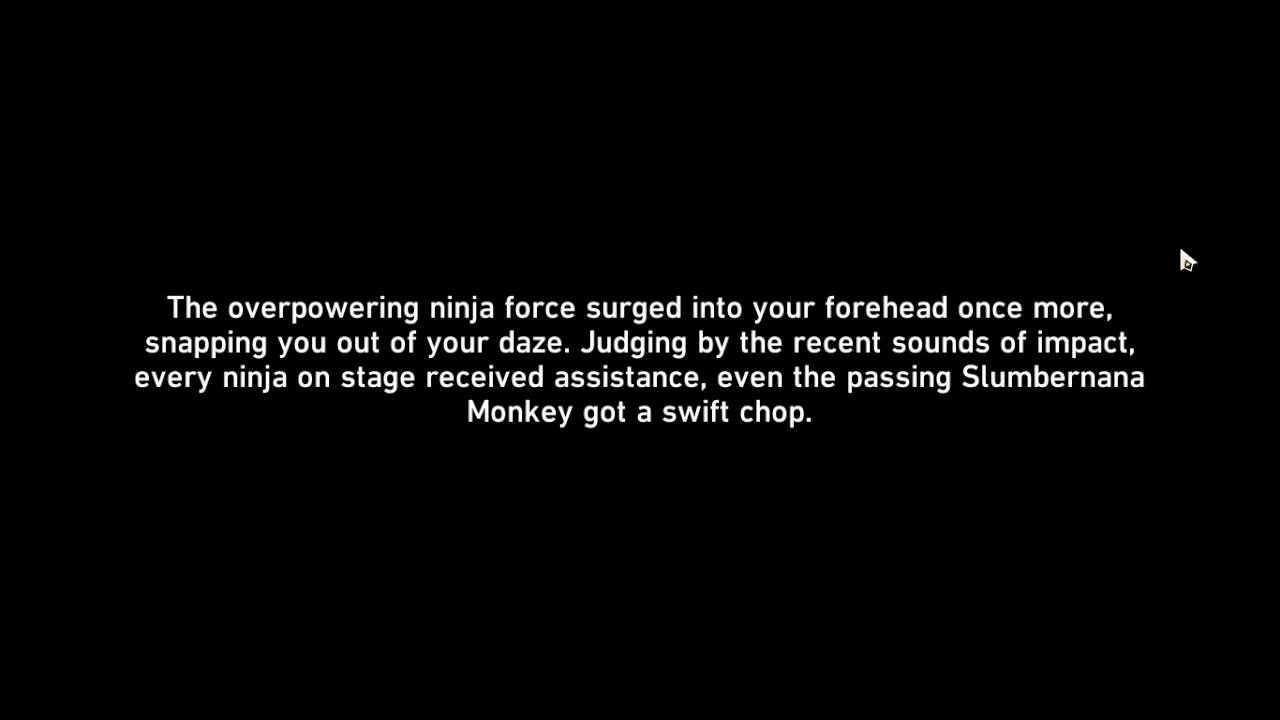 The overpowering ninja force surged into your forehead once more,
snapping you out of your daze. Judging by the recent sounds of impact,
every ninja on stage received assistance, even the passing Slumbernana
Monkey got a swift chop.